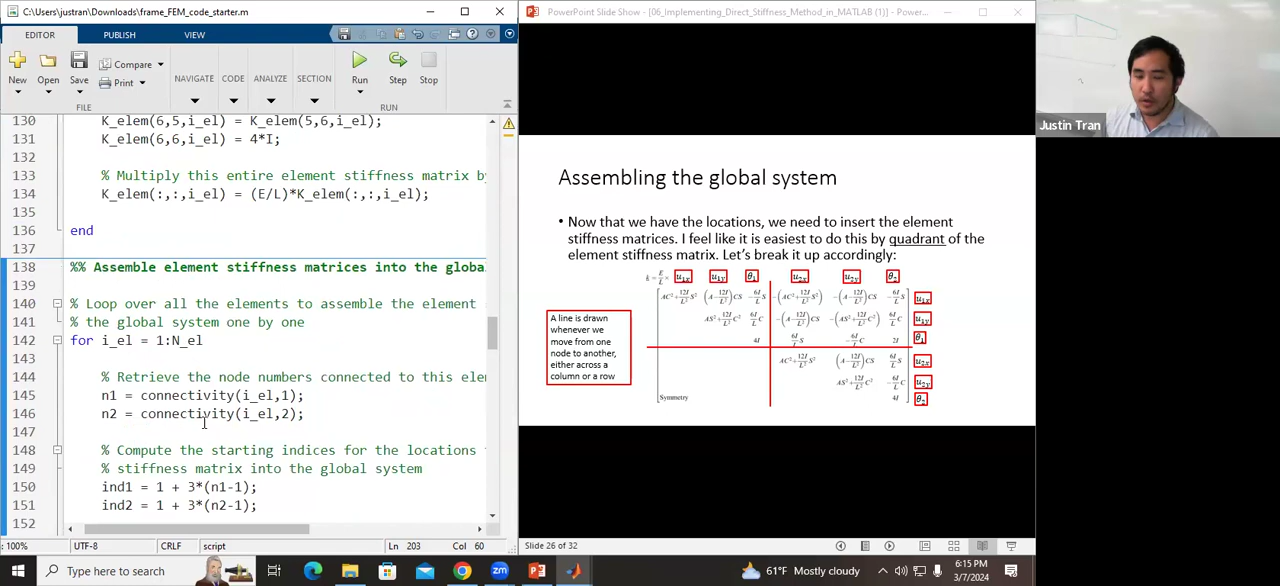 C:\Users\justran\Downloads\frame_FEM_code_starter.m
EDITOR
PUBLISH
VIEW
New
Open
Save
Compare
Print
NAVIGATE
CODE
ANALYZE
SECTION
Run
Step
Stop
FILE
RUN
130 K_elem(6,5,i_el) = K_elem(5,6,i_el);
131 K_elem(6,6,i_el) = 4*I;
132
133 % Multiply this entire element stiffness matrix by
134 K_elem(:,:,i_el) = (E/L)*K_elem(:,:,i_el);
135
136 end
137
138 %% Assemble element stiffness matrices into the globa
139
140 % Loop over all the elements to assemble the element
141 % the global system one by one
142 for i_el = 1:N_el
143
144 % Retrieve the node numbers connected to this ele
145 n1 = connectivity(i_el,1);
146 n2 = connectivity(i_el,2);
147
148 % Compute the starting indices for the locations
149 % stiffness matrix into the global system
150 ind1 = 1 + 3*(n1-1);
151 ind2 = 1 + 3*(n2-1);
152
100%
UTF-8
CRLF
script
Ln 203
Col 60
PowerPoint Slide Show - [06_Implementing_Direct_Stiffness_Method_in_MATLAB (1)] - Power...
Assembling the global system
• Now that we have the locations, we need to insert the element
stiffness matrices. I feel like it is easiest to do this by quadrant of the
element stiffness matrix. Let's break it up accordingly:
A line is drawn
whenever we
move from one
node to another,
either across a
column or a row
Symmetry
Slide 26 of 32
Justin Tran
Type here to search
61°F Mostly cloudy
6:15 PM
3/7/2024